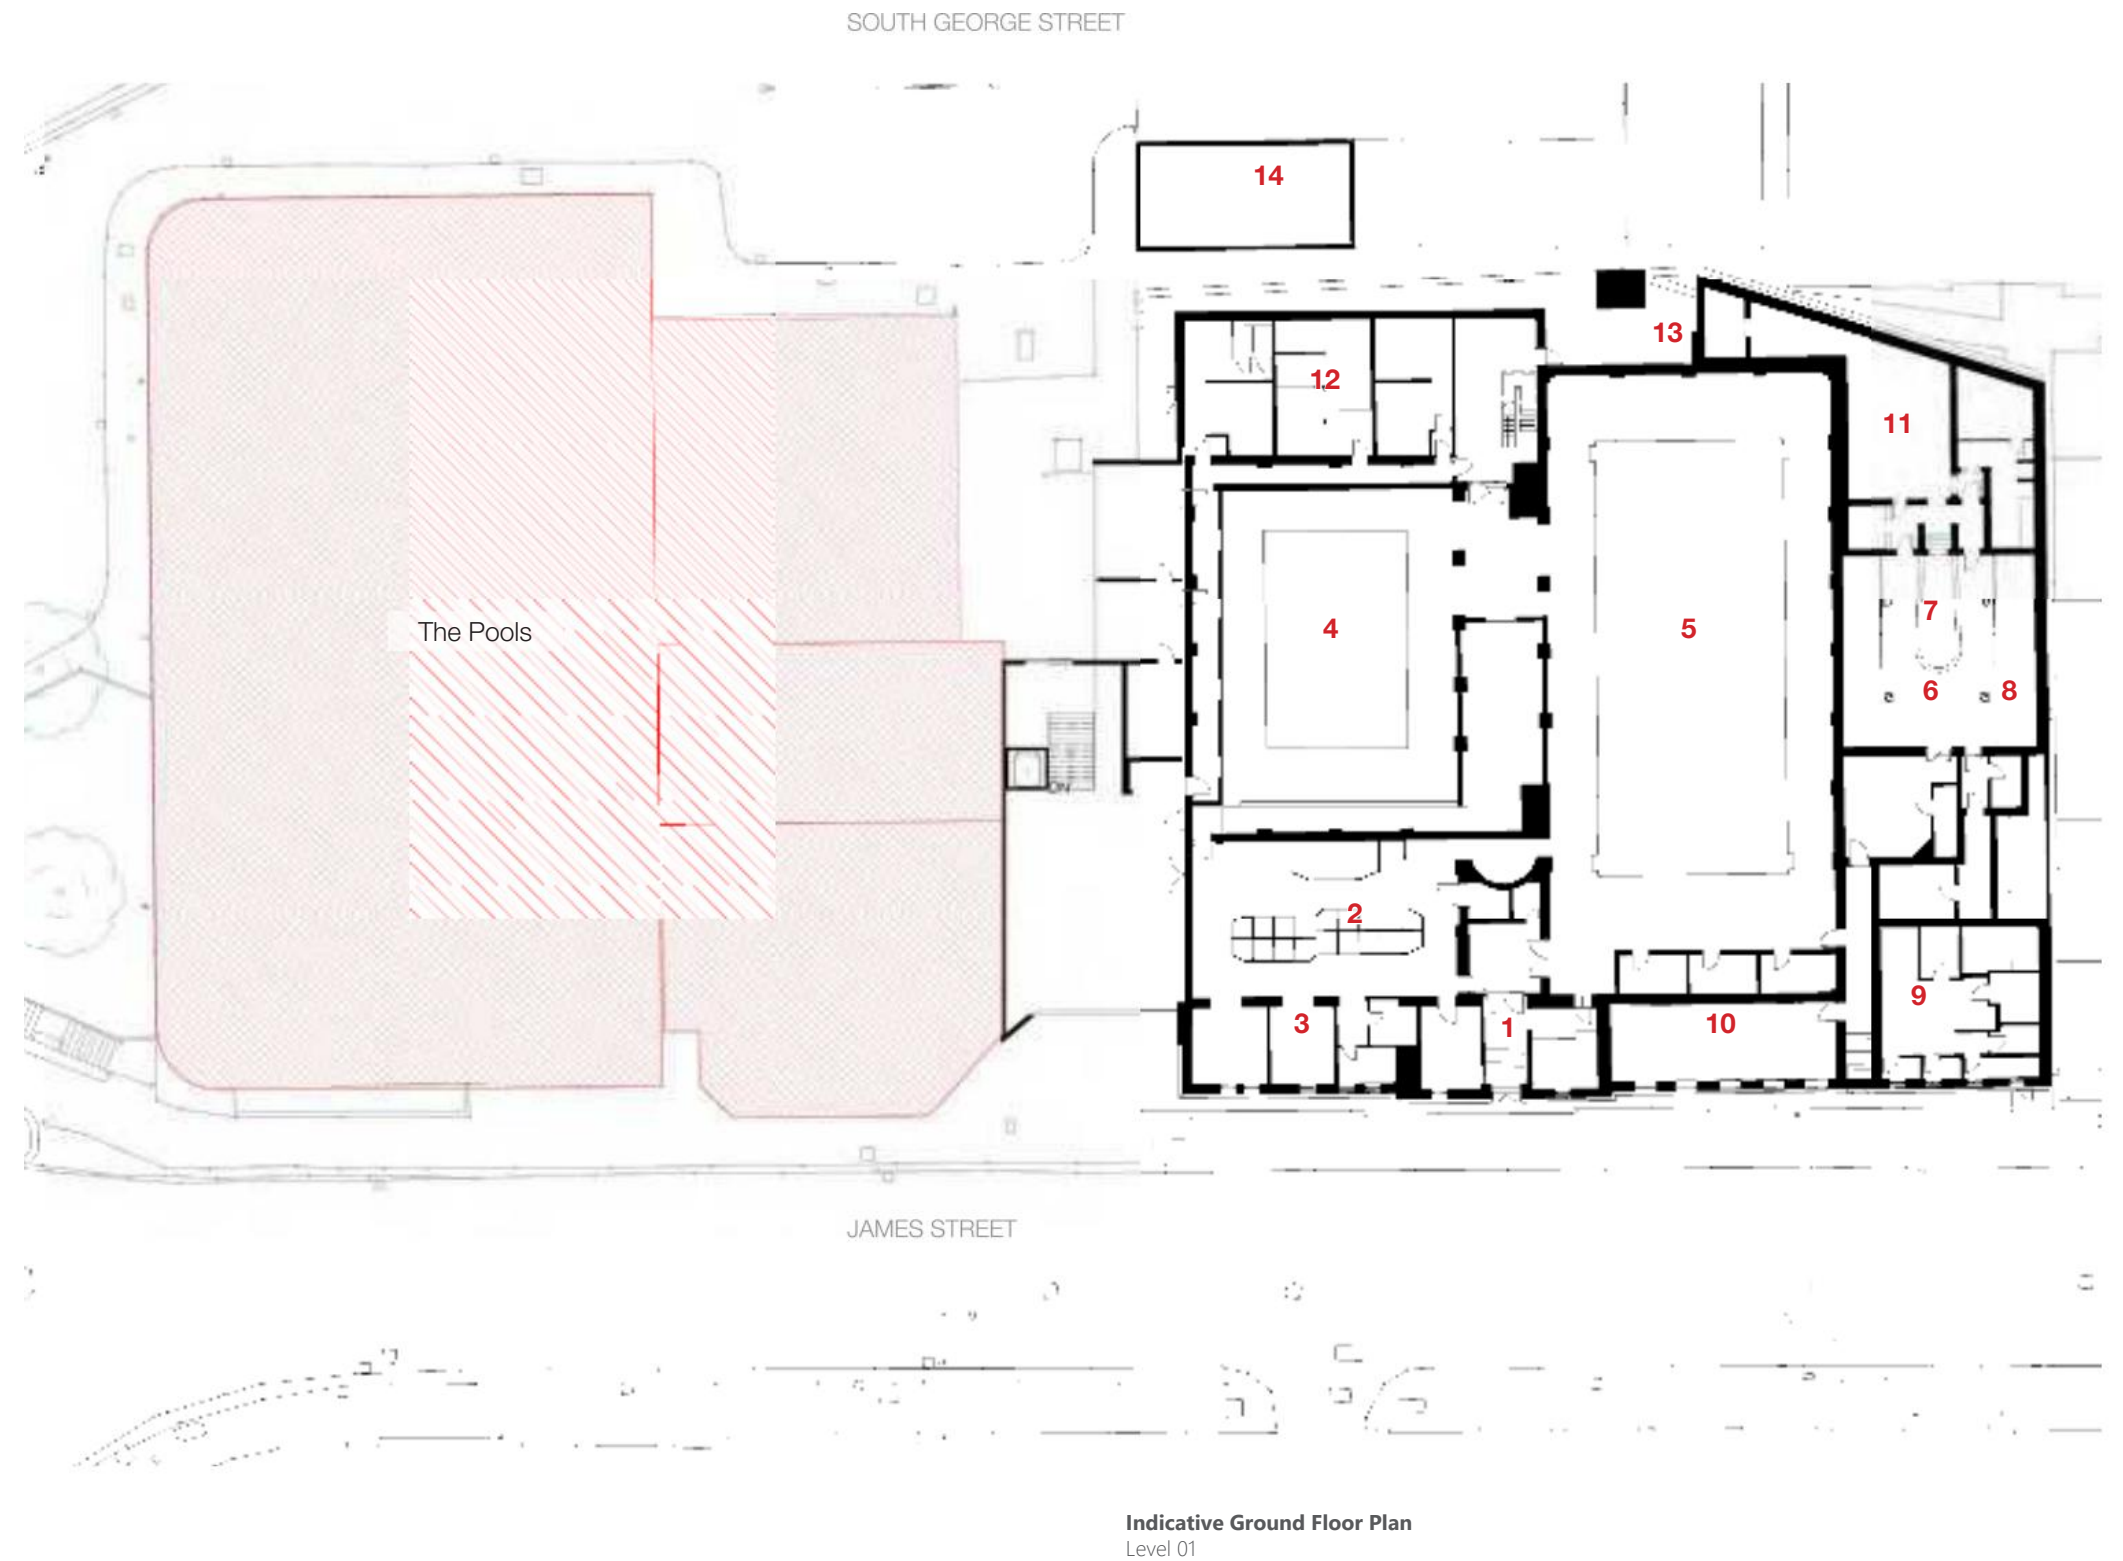 SOUTH GEORGE STREET
14
13
12
11
7
The Pools
4
5
6
8
2
9
3
1
10
JAMES STREET
Indicative Ground Floor Plan
Level 01